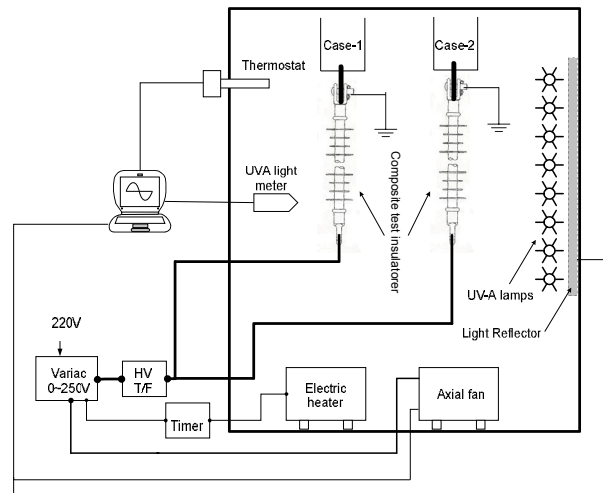 Case-1
Case-2
Thermostat
UVA light
meter
Composite test insulatorer
UV-A lamps
Light Reflector
220V
Variac
0~250V
HV
T/F
Timer
Electric
heater
Axial fan